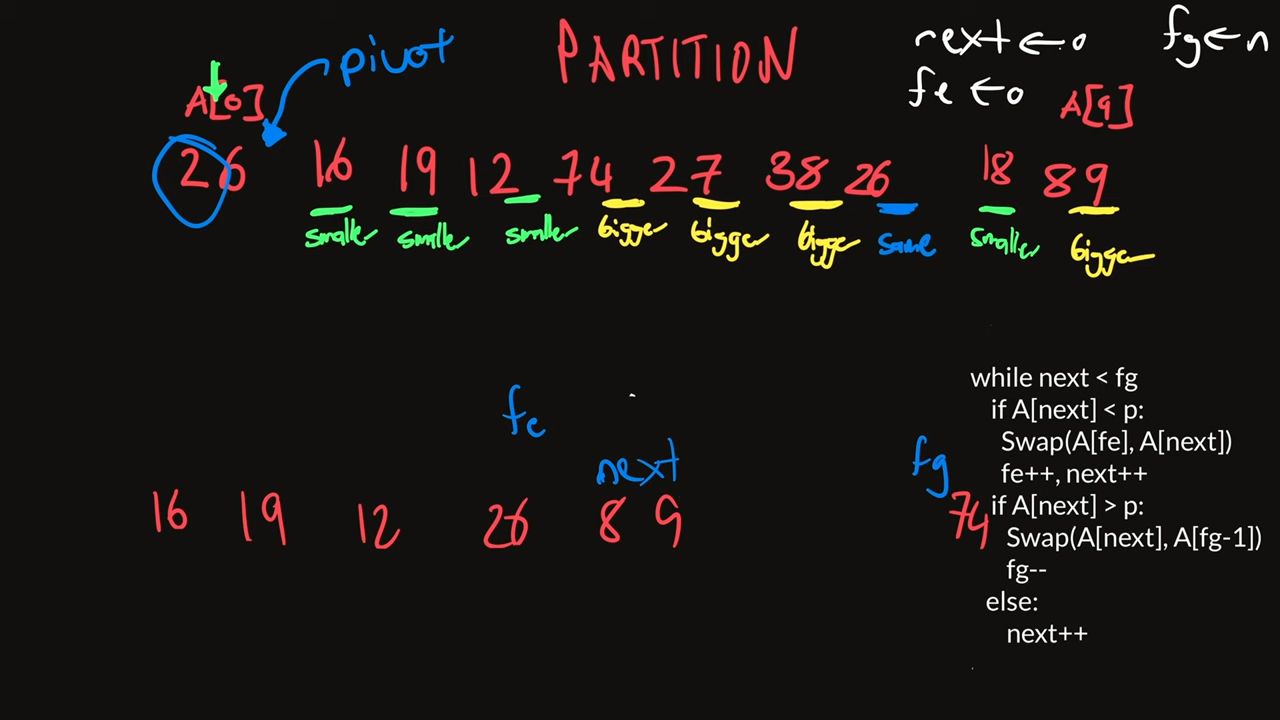 PARTITION
next ← 0
fg ← n
pivot
fe ← 0
A[0]
A[9]
26 16 19 12 74 27 38 26 18 89
smaller smaller smaller bigger bigger bigger same smaller bigger
fe
next
fg
16 19 12 26 89 74
while next < fg
if A[next] < p:
Swap(A[fe], A[next])
fe++, next++
if A[next] > p:
Swap(A[next], A[fg-1])
fg--
else:
next++